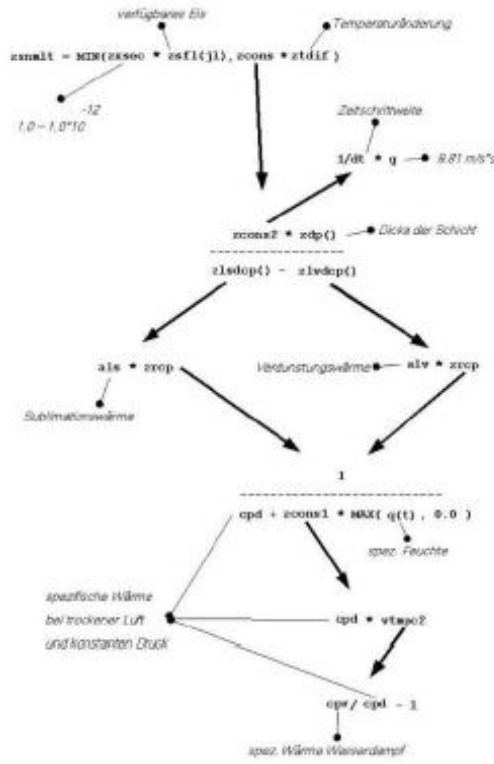 verfügbares Eis
Temperaturänderung
zsnmlt = MIN(zxsec * zsfl(jl),zcons * ztdif)
-12
1.0 – 1.0*10
Zeitschrittweite
1/dt * g
9.81 m/s*s
zcons2 * zdp()
Dicke der Schicht
---------------------
zlsdcp() - zlvdcp()
als * zrcp
Verdunstungswärme
alv * zrcp
Sublimationswärme
1
---------------------------------
cpd + zcons1 * MAX( q(t) , 0.0 )
spez. Feuchte
spezifische Wärme
bei trockener Luft
und konstanten Druck
cpd * vtmpc2
cpv/ cpd - 1
spez. Wärme Wasserdampf